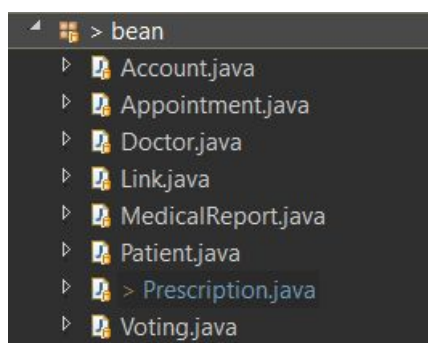 > bean
Account.java
Appointment.java
Doctor.java
Link.java
MedicalReport.java
Patient.java
> Prescription.java
Voting.java